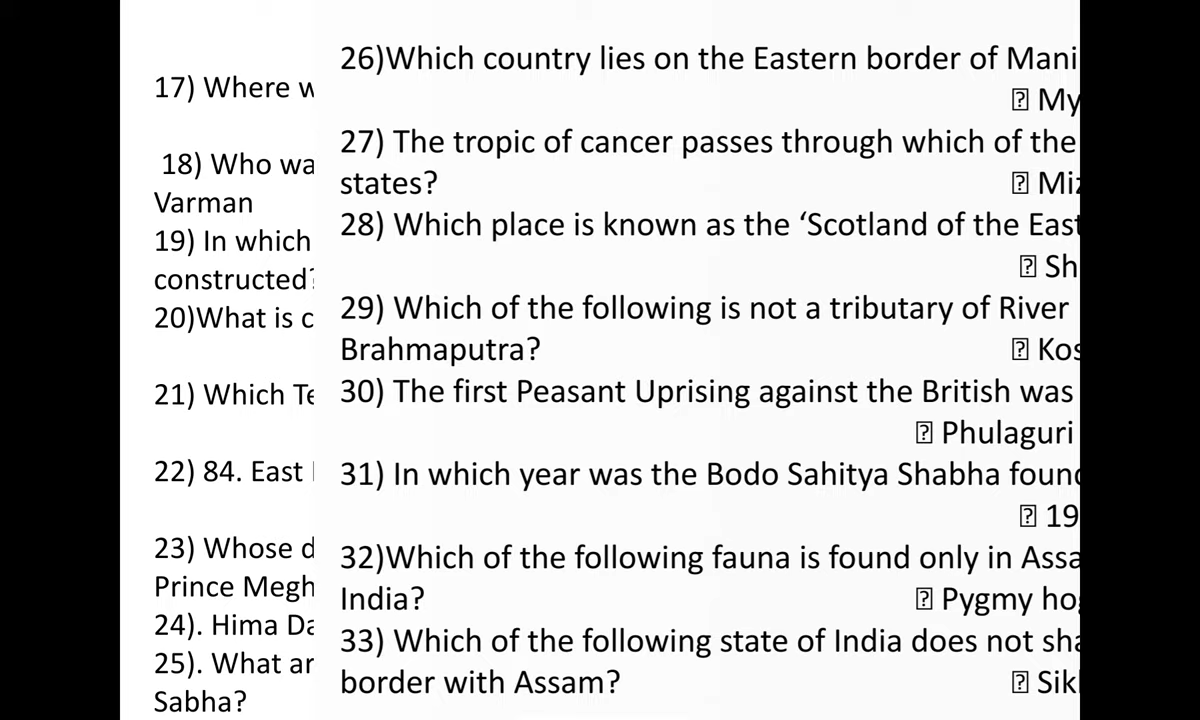 17) Where w
18) Who wa
Varman
19) In which
constructed?
20)What is c
21) Which Te
22) 84. East
23) Whose d
Prince Megh
24). Hima Da
25). What ar
Sabha?
26)Which country lies on the Eastern border of Mani
My
27) The tropic of cancer passes through which of the
states?
Miz
28) Which place is known as the ‘Scotland of the East
Sh
29) Which of the following is not a tributary of River
Brahmaputra?
Kos
30) The first Peasant Uprising against the British was
Phulaguri
31) In which year was the Bodo Sahitya Shabha found
19
32)Which of the following fauna is found only in Assa
India?
Pygmy hog
33) Which of the following state of India does not sha
border with Assam?
Sik